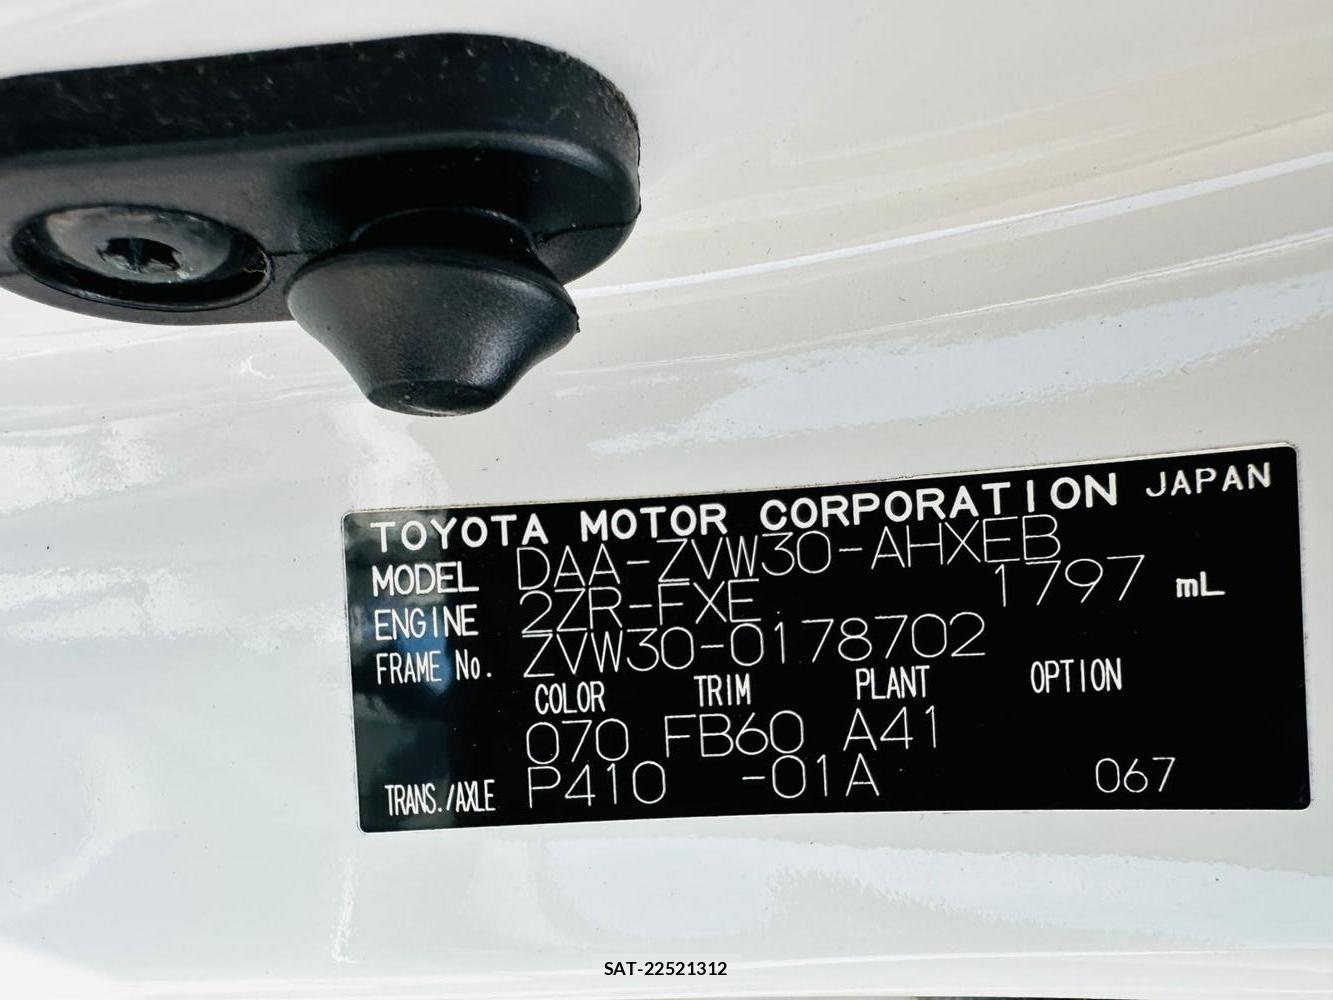 TOYOTA MOTOR CORPORATION JAPAN
MODEL DAA-ZVW30-AHXEB
ENGINE 2ZR-FXE 1797 mL
FRAME No. ZVW30-0178702
COLOR TRIM PLANT OPTION
070 FB60 A41
TRANS./AXLE P410 -01A 067
SAT-22521312